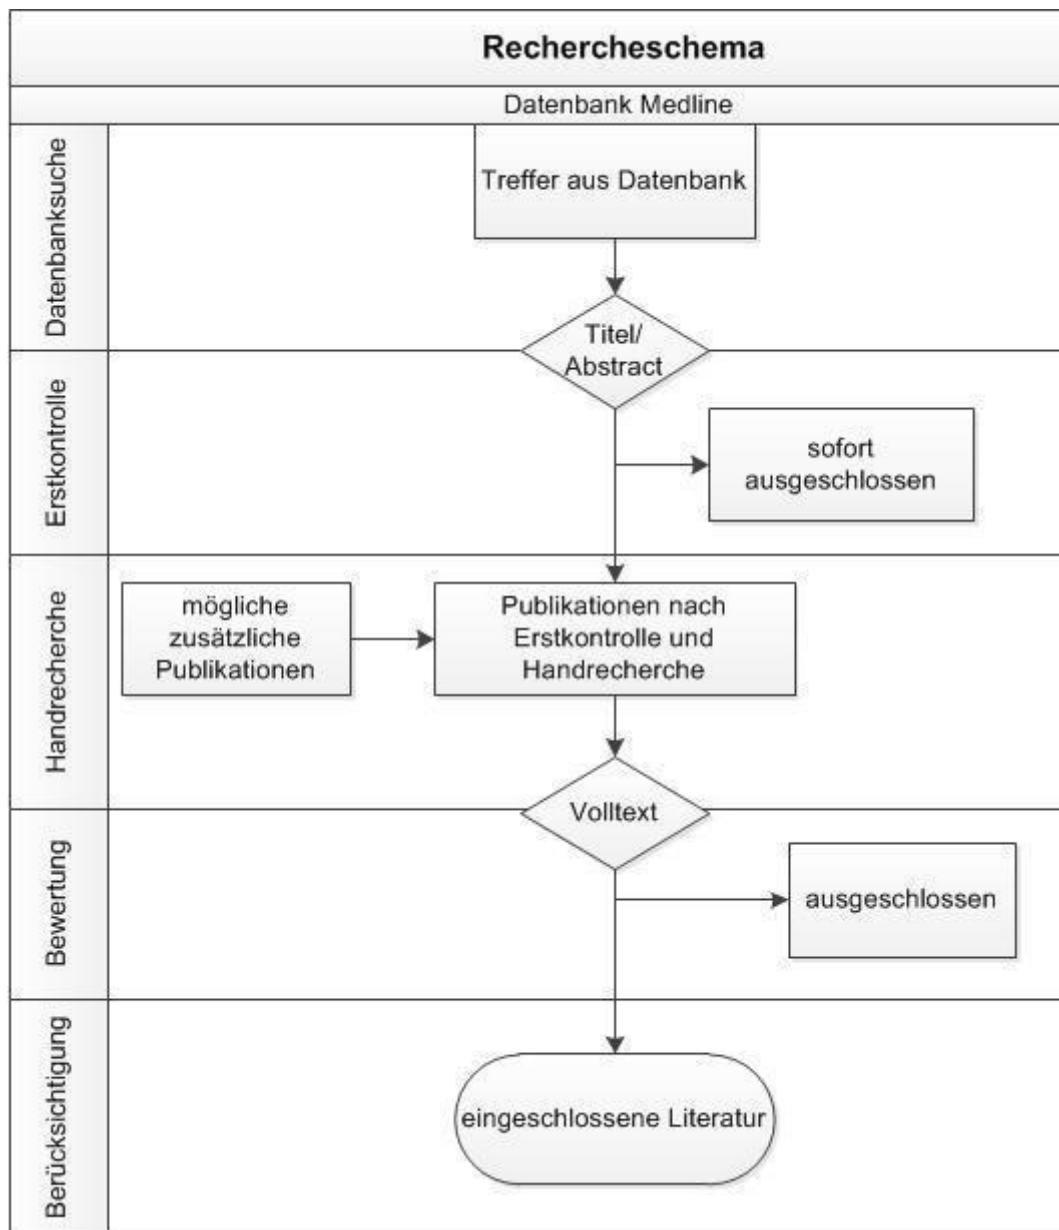 Rechercheschema
Datenbank Medline
Datenbanksuche
Treffer aus Datenbank
Titel/
Abstract
Erstkontrolle
sofort
ausgeschlossen
Handrecherche
mögliche
zusätzliche
Publikationen
Publikationen nach
Erstkontrolle und
Handrecherche
Volltext
Bewertung
ausgeschlossen
Berücksichtigung
eingeschlossene Literatur